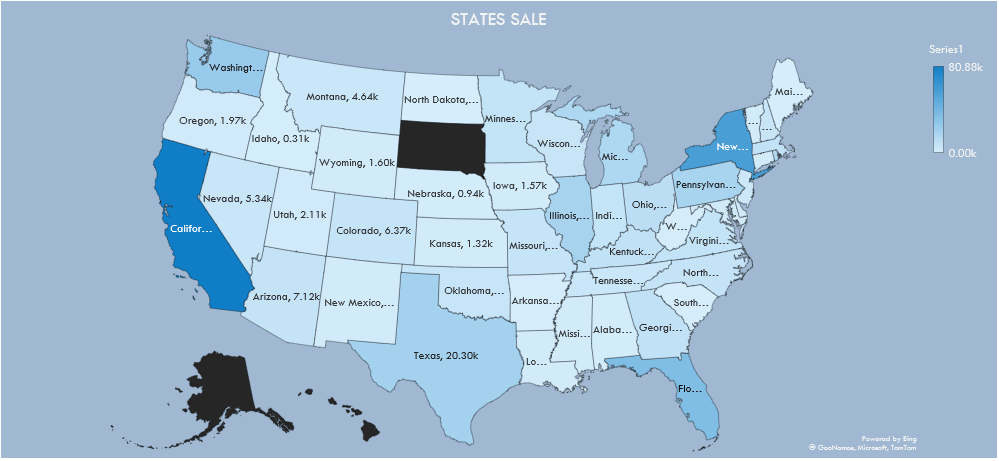 STATES SALE
Series1
80.88k
0.00k
Washingt...
Montana, 4.64k
North Dakota,...
Minnes...
Mai...
Oregon, 1.97k
Idaho, 0.31k
Wyoming, 1.60k
Wiscon...
Mic...
New...
...
...
Nevada, 5.34k
Utah, 2.11k
Colorado, 6.37k
Nebraska, 0.94k
Iowa, 1.57k
Illinois,...
Indi...
Ohio,...
Pennsylvan...
Califor...
Kansas, 1.32k
Missouri,...
Kentuck...
W...
Virgini...
Arizona, 7.12k
New Mexico,...
Oklahoma,...
Arkansa...
Tennesse...
North...
South...
Texas, 20.30k
Lo...
Missi...
Alaba...
Georgi...
Flo...
Powered by Bing
© GeoNames, Microsoft, TomTom